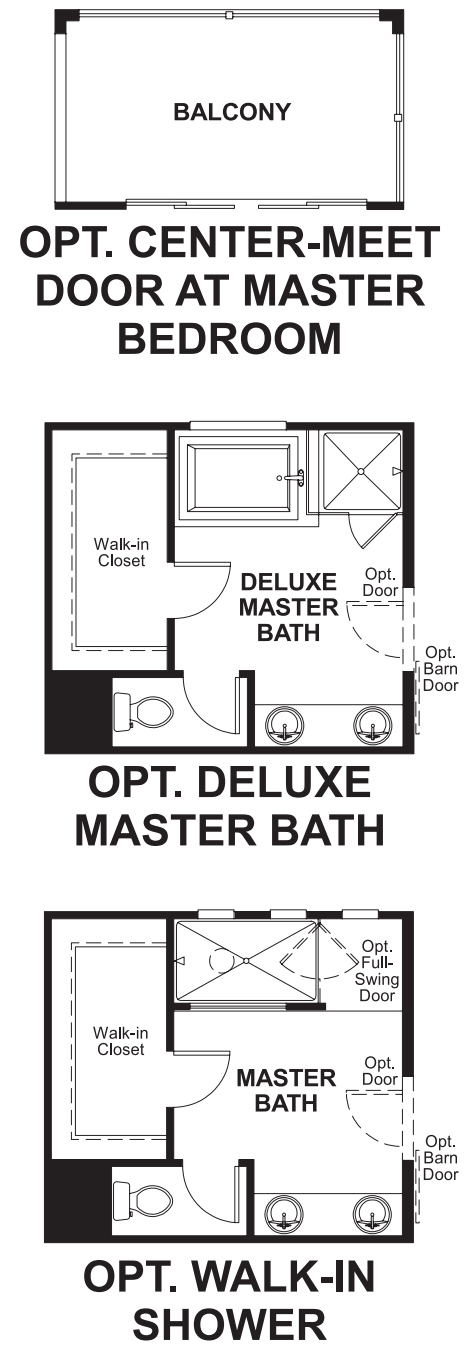 BALCONY
OPT. CENTER-MEET
DOOR AT MASTER
BEDROOM
Walk-in
Closet
DELUXE
MASTER
BATH
Opt.
Door
Opt.
Barn
Door
OPT. DELUXE
MASTER BATH
Opt.
Full-
Swing
Door
Walk-in
Closet
MASTER
BATH
Opt.
Door
Opt.
Barn
Door
OPT. WALK-IN
SHOWER